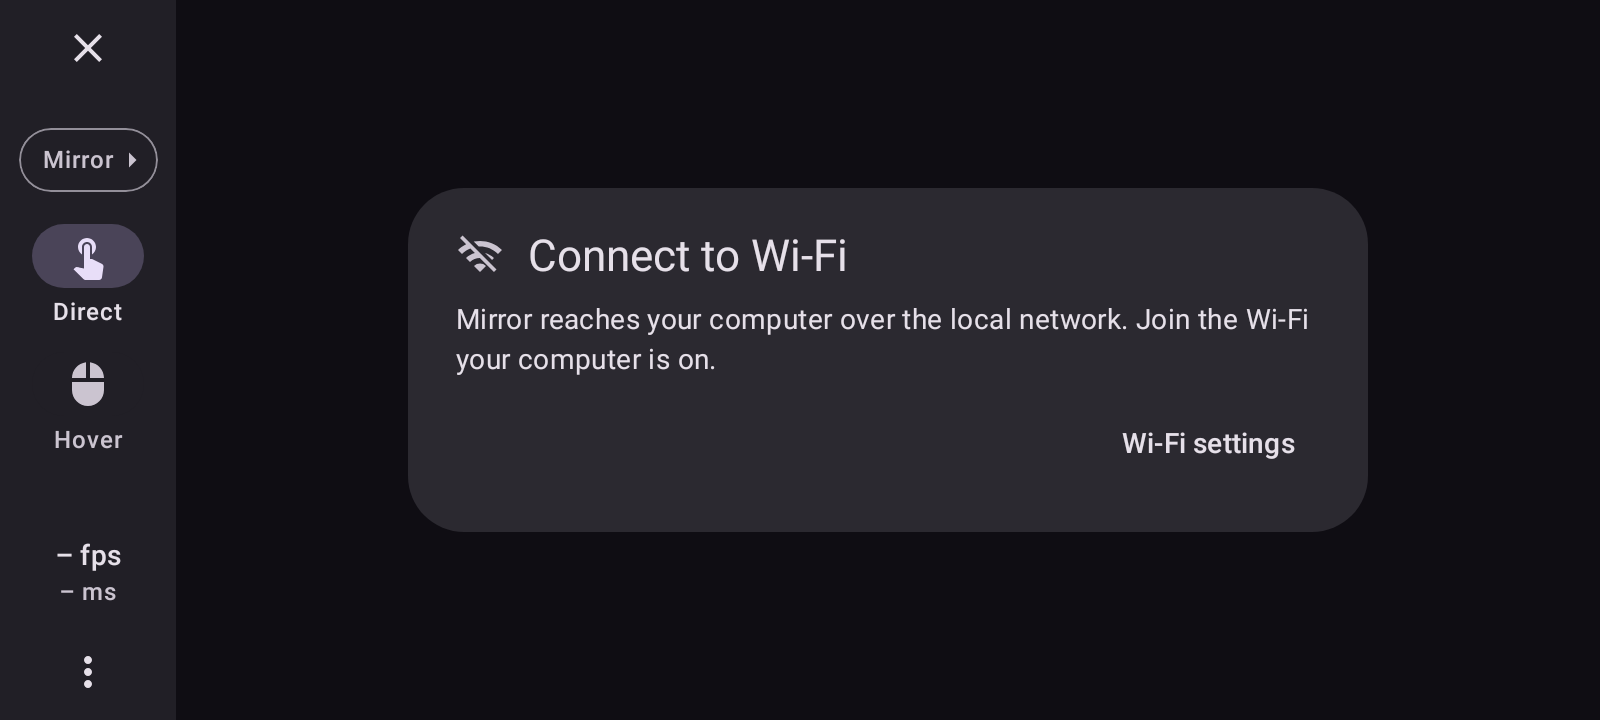 Mirror
Direct
Hover
– fps
– ms
Connect to Wi-Fi
Mirror reaches your computer over the local network. Join the Wi-Fi
your computer is on.
Wi-Fi settings